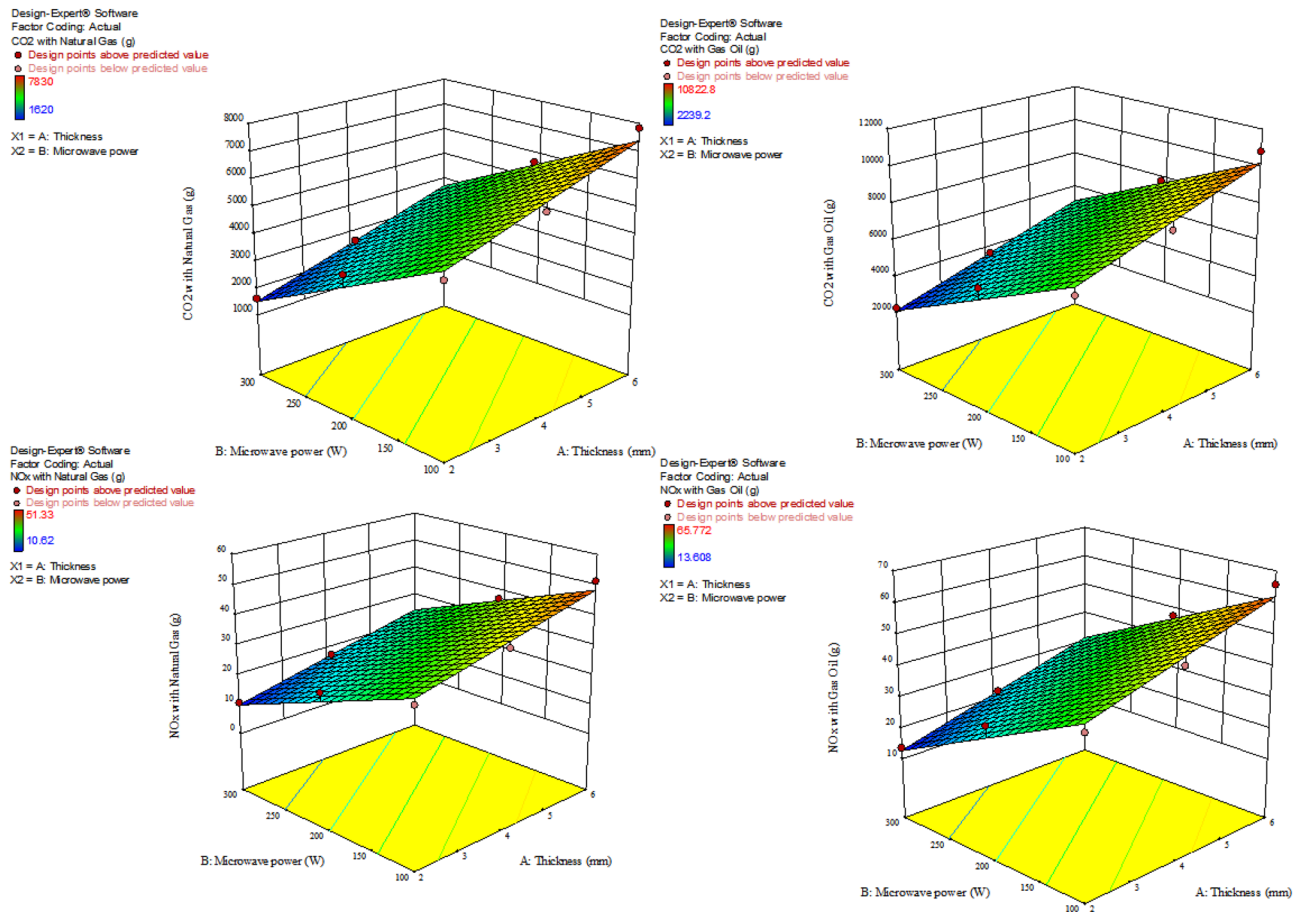 Design-Expert® Software
Factor Coding: Actual
CO2 with Natural Gas (g)
Design points above predicted value
Design points below predicted value
7830
1620
X1 = A: Thickness
X2 = B: Microwave power
8000
7000
6000
5000
4000
3000
2000
1000
CO2 with Natural Gas (g)
300
250
200
150
100
2
3
4
5
6
B: Microwave power (W)
A: Thickness (mm)
Design-Expert® Software
Factor Coding: Actual
CO2 with Gas Oil (g)
Design points above predicted value
Design points below predicted value
10822.8
2239.2
X1 = A: Thickness
X2 = B: Microwave power
12000
10000
8000
6000
4000
2000
CO2 with Gas Oil (g)
300
250
200
150
100
2
3
4
5
6
B: Microwave power (W)
A: Thickness (mm)
Design-Expert® Software
Factor Coding: Actual
NOx with Natural Gas (g)
Design points above predicted value
Design points below predicted value
51.33
10.62
X1 = A: Thickness
X2 = B: Microwave power
60
50
40
30
20
10
0
NOx with Natural Gas (g)
300
250
200
150
100
2
3
4
5
6
B: Microwave power (W)
A: Thickness (mm)
Design-Expert® Software
Factor Coding: Actual
NOx with Gas Oil (g)
Design points above predicted value
Design points below predicted value
65.772
13.608
X1 = A: Thickness
X2 = B: Microwave power
70
60
50
40
30
20
10
NOx with Gas Oil (g)
300
250
200
150
100
2
3
4
5
6
B: Microwave power (W)
A: Thickness (mm)